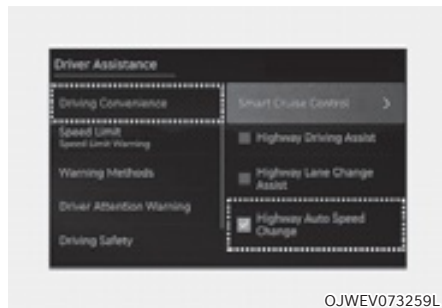 Driver Assistance
Driving Convenience
Speed Limit
Speed Limit Warning
Warning Methods
Driver Attention Warning
Driving Safety
Smart Cruise Control
Highway Driving Assist
Highway Lane Change
Assist
Highway Auto Speed
Change
OJWEV073259L